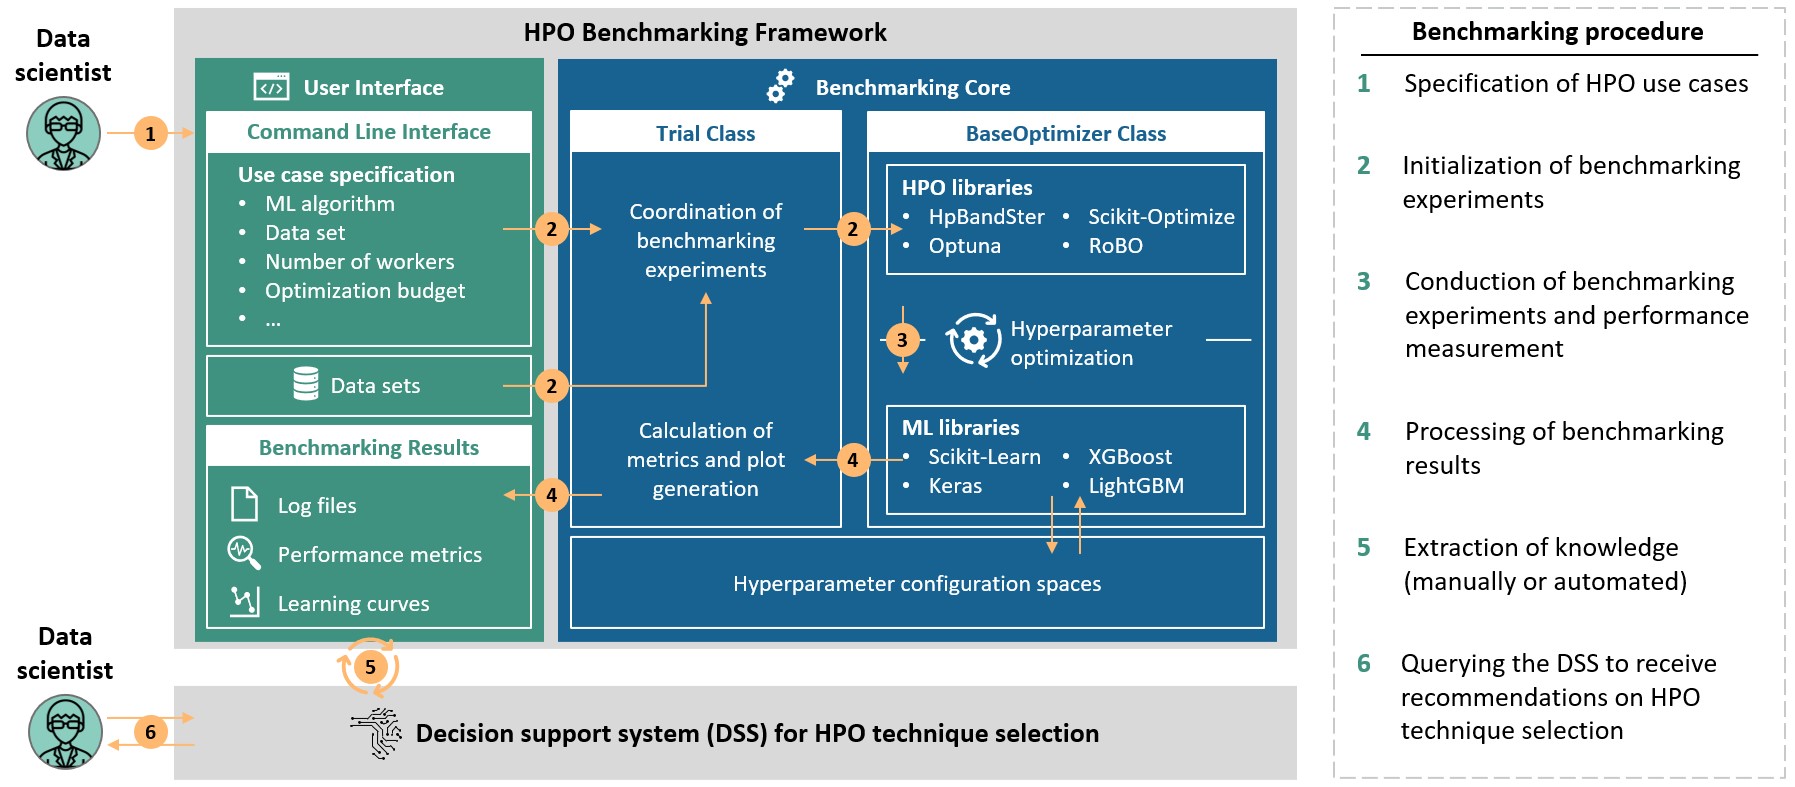 HPO Benchmarking Framework
Data
scientist
1
User Interface
Command Line Interface
Use case specification
• ML algorithm
• Data set
• Number of workers
• Optimization budget
• ...
2
Data sets
2
Benchmarking Results
Log files
Performance metrics
Learning curves
4
Benchmarking Core
Trial Class
Coordination of
benchmarking
experiments
2
Calculation of
metrics and plot
generation
4
BaseOptimizer Class
HPO libraries
• HpBandSter
• Optuna
• Scikit-Optimize
• RoBO
3
Hyperparameter
optimization
ML libraries
• Scikit-Learn
• Keras
• XGBoost
• LightGBM
Hyperparameter configuration spaces
5
Data
scientist
6
Decision support system (DSS) for HPO technique selection
Benchmarking procedure
1 Specification of HPO use cases
2 Initialization of benchmarking
experiments
3 Conduction of benchmarking
experiments and performance
measurement
4 Processing of benchmarking
results
5 Extraction of knowledge
(manually or automated)
6 Querying the DSS to receive
recommendations on HPO
technique selection